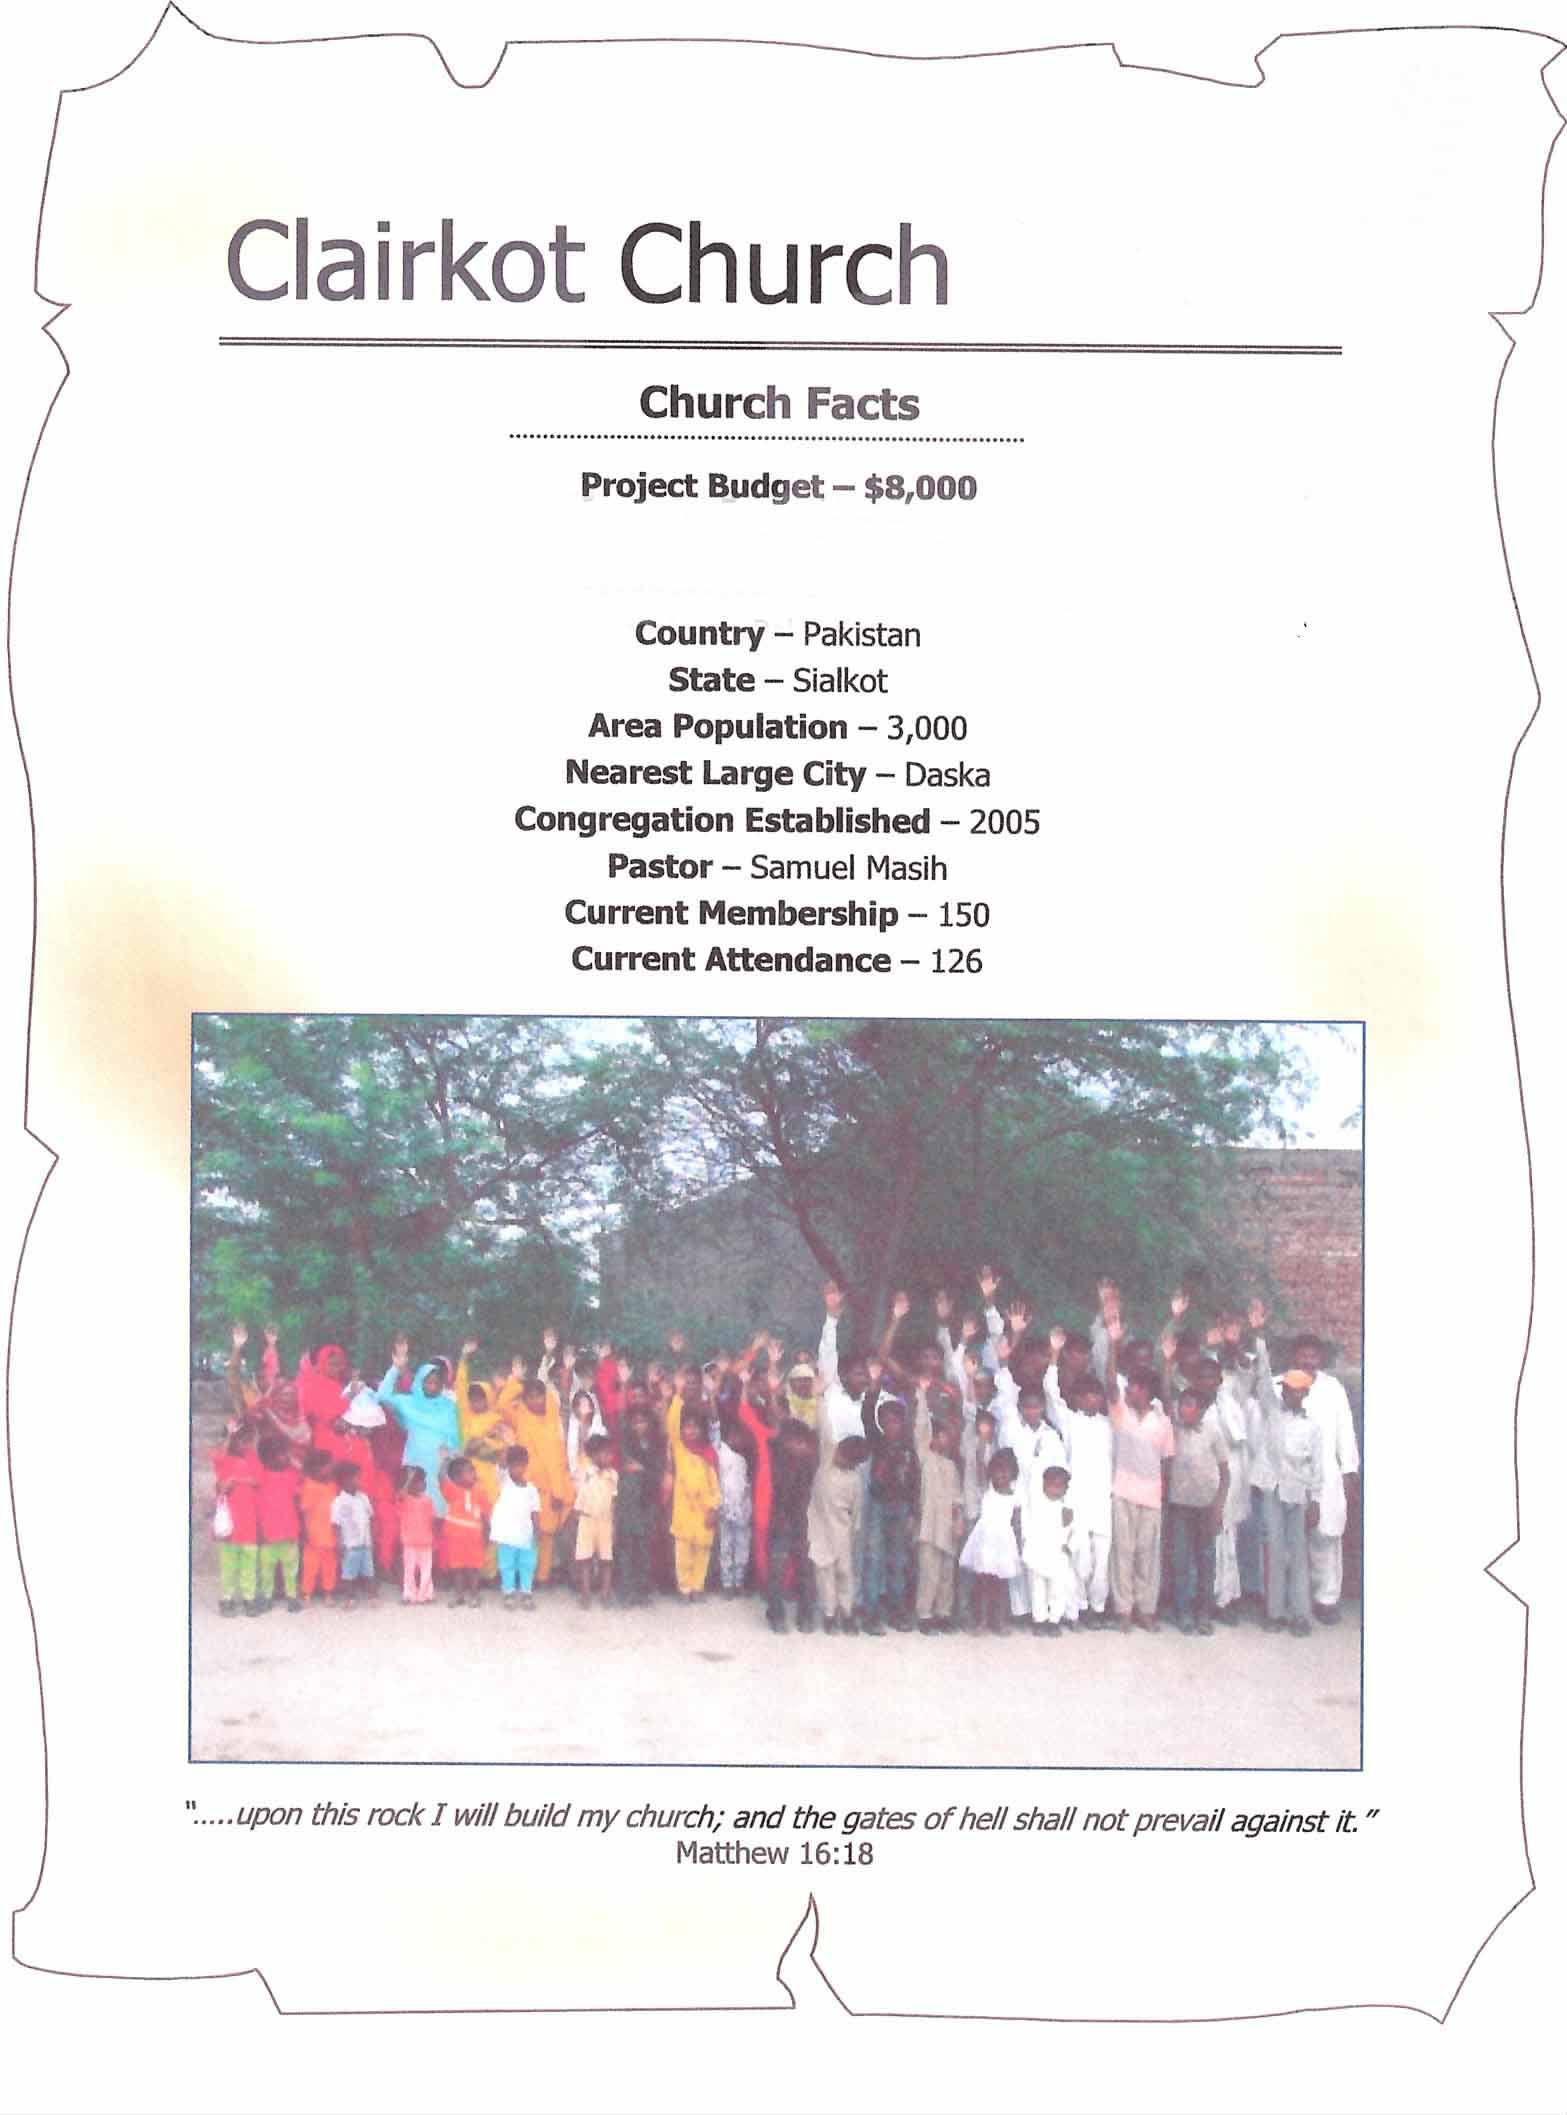 Clairkot Church
Church Facts
Project Budget – $8,000
Country – Pakistan
State – Sialkot
Area Population – 3,000
Nearest Large City – Daska
Congregation Established – 2005
Pastor – Samuel Masih
Current Membership – 150
Current Attendance – 126
".....upon this rock I will build my church; and the gates of hell shall not prevail against it."
Matthew 16:18